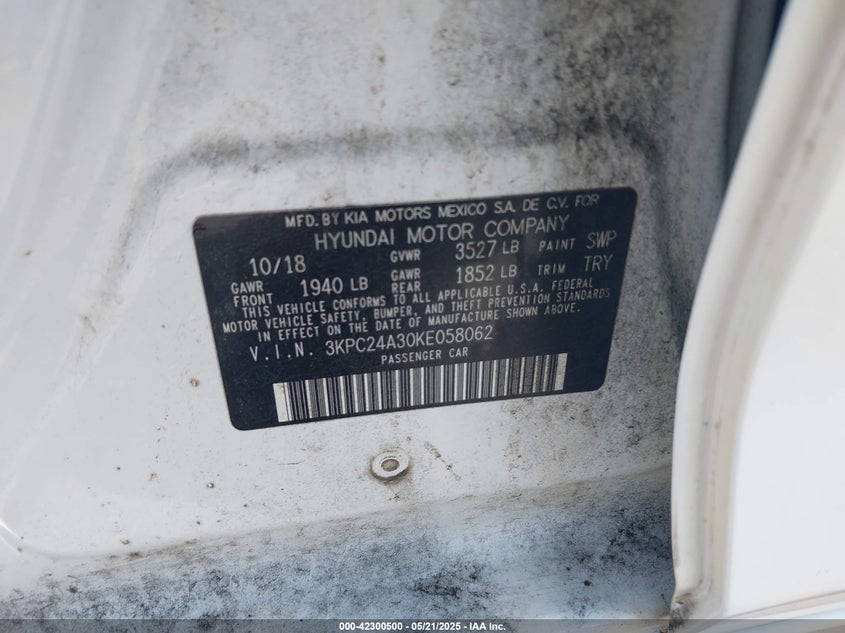 MFD. BY KIA MOTORS MEXICO S.A. DE C.V. FOR
HYUNDAI MOTOR COMPANY
10/18 GVWR 3527 LB PAINT SWP
GAWR FRONT 1940 LB GAWR REAR 1852 LB TRIM TRY
THIS VEHICLE CONFORMS TO ALL APPLICABLE U.S.A. FEDERAL
MOTOR VEHICLE SAFETY, BUMPER, AND THEFT PREVENTION STANDARDS
IN EFFECT ON THE DATE OF MANUFACTURE SHOWN ABOVE.
V.I.N. 3KPC24A30KE058062
PASSENGER CAR
000-42300500 - 05/21/2025 - IAA Inc.